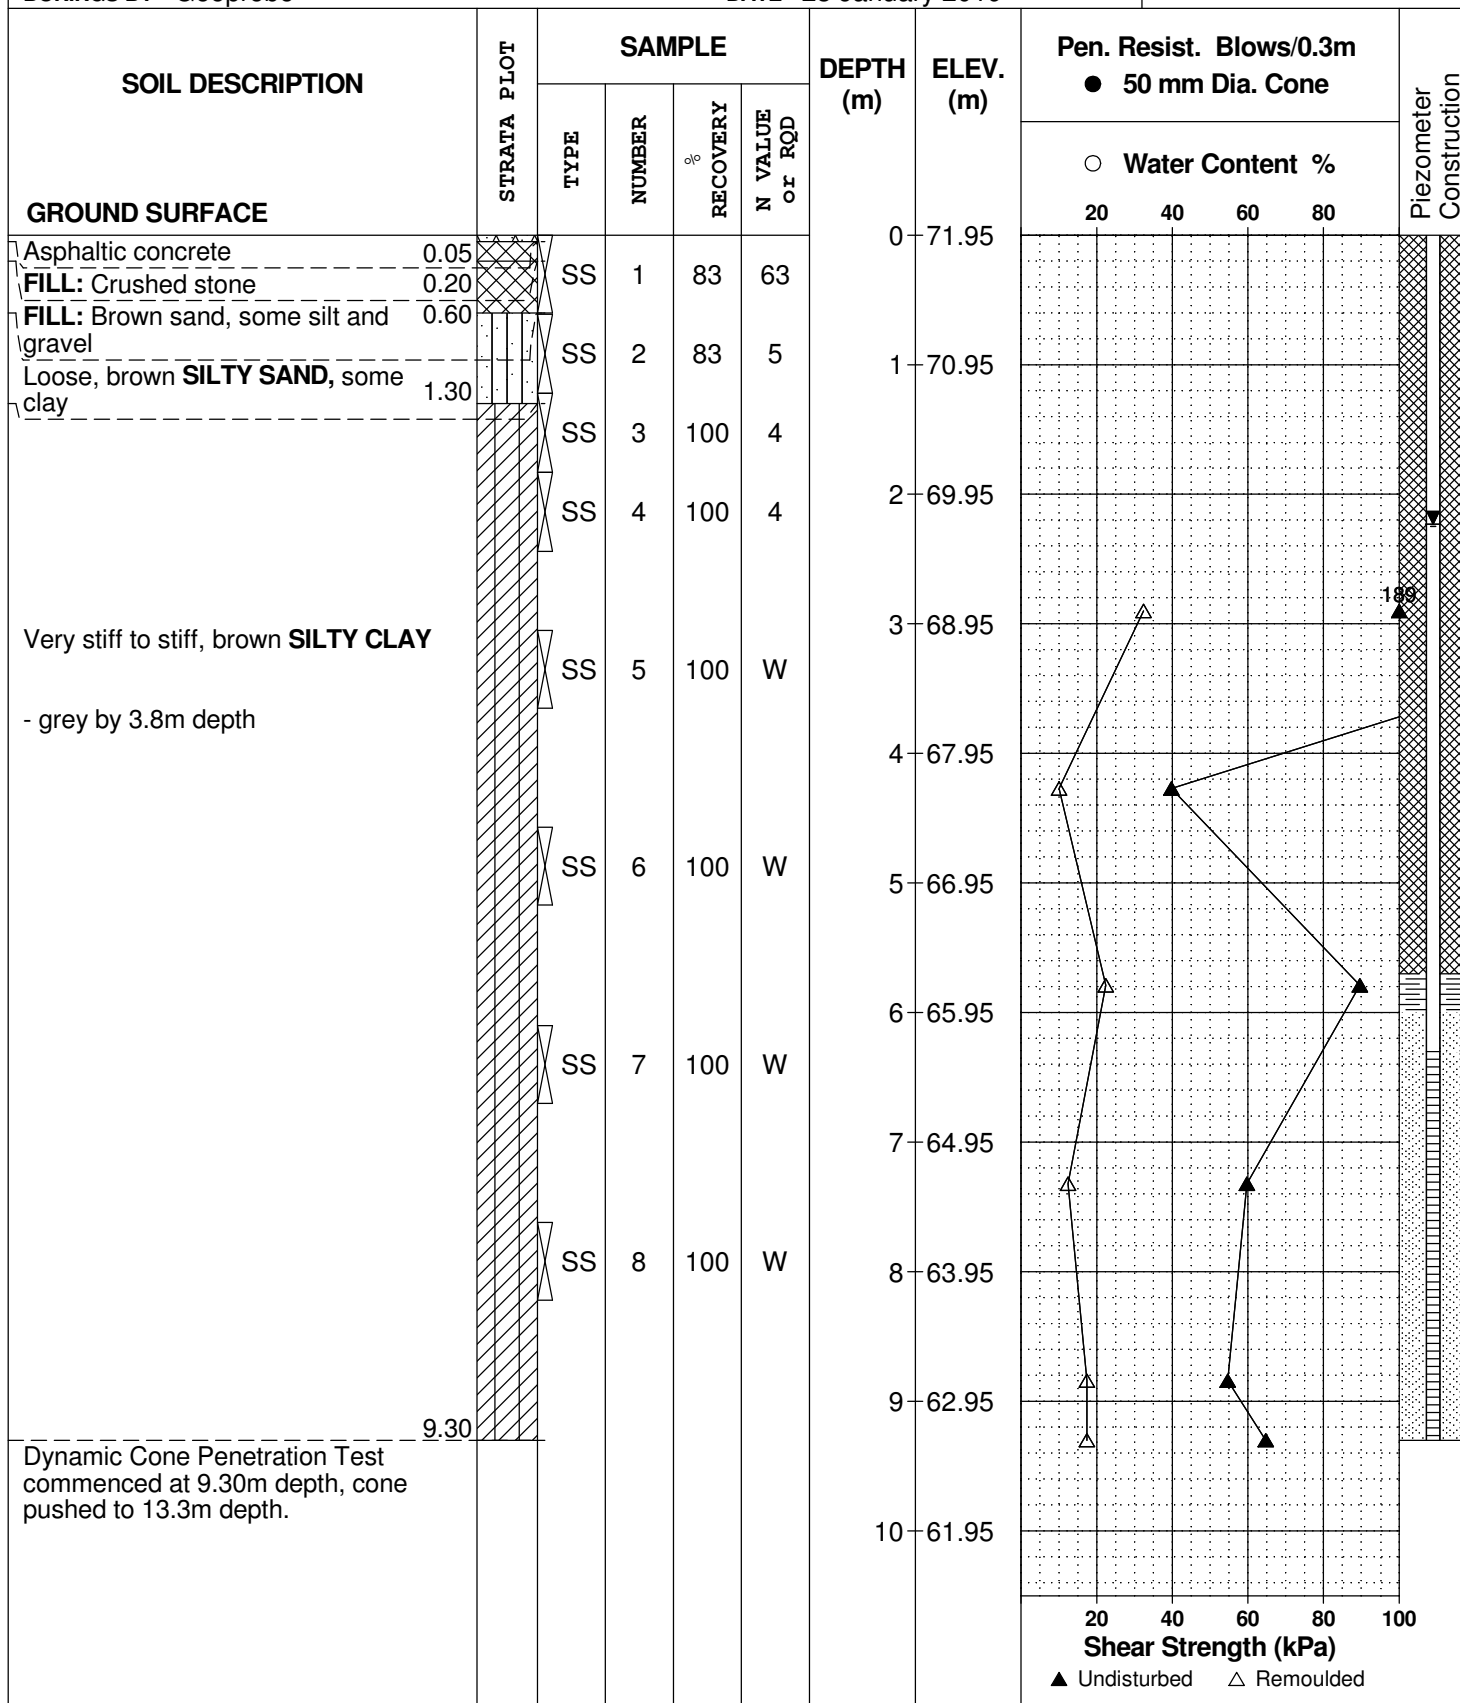 SOIL DESCRIPTION
GROUND SURFACE
STRATA PLOT
SAMPLE
TYPE
NUMBER
% RECOVERY
N VALUE or RQD
DEPTH (m)
ELEV. (m)
Pen. Resist. Blows/0.3m
● 50 mm Dia. Cone
○ Water Content %
20 40 60 80
Piezometer Construction
Asphaltic concrete 0.05
FILL: Crushed stone 0.20
FILL: Brown sand, some silt and 0.60
gravel
Loose, brown SILTY SAND, some
clay 1.30
Very stiff to stiff, brown SILTY CLAY
- grey by 3.8m depth
9.30
Dynamic Cone Penetration Test
commenced at 9.30m depth, cone
pushed to 13.3m depth.
SS 1 83 63
SS 2 83 5
SS 3 100 4
SS 4 100 4
SS 5 100 W
SS 6 100 W
SS 7 100 W
SS 8 100 W
0 71.95
1 70.95
2 69.95
3 68.95
4 67.95
5 66.95
6 65.95
7 64.95
8 63.95
9 62.95
10 61.95
189
20 40 60 80 100
Shear Strength (kPa)
▲ Undisturbed △ Remoulded